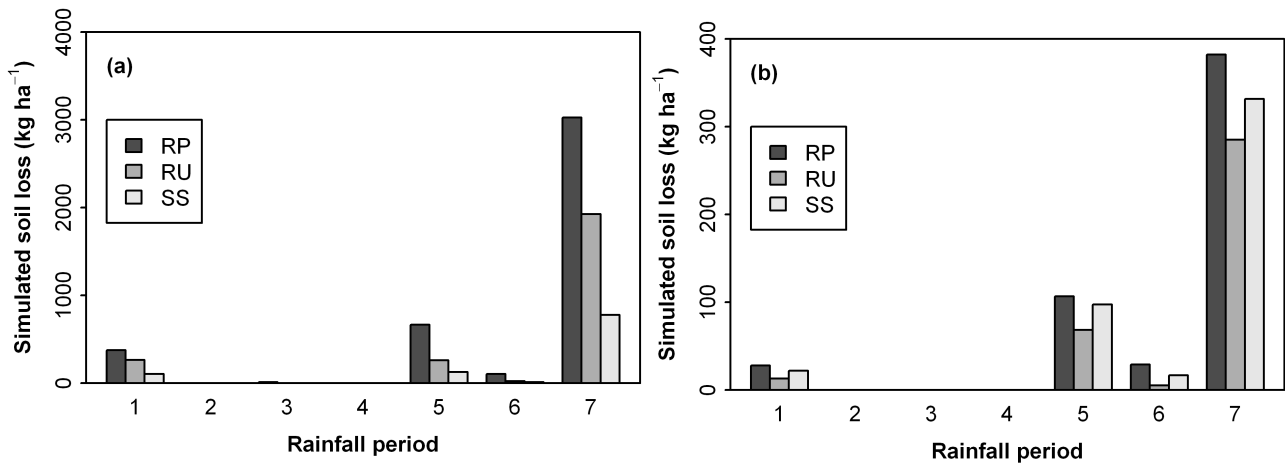 Simulated soil loss (kg ha⁻¹)
4000
3000
2000
1000
0
(a)
RP
RU
SS
1 2 3 4 5 6 7
Rainfall period
Simulated soil loss (kg ha⁻¹)
400
300
200
100
0
(b)
RP
RU
SS
1 2 3 4 5 6 7
Rainfall period